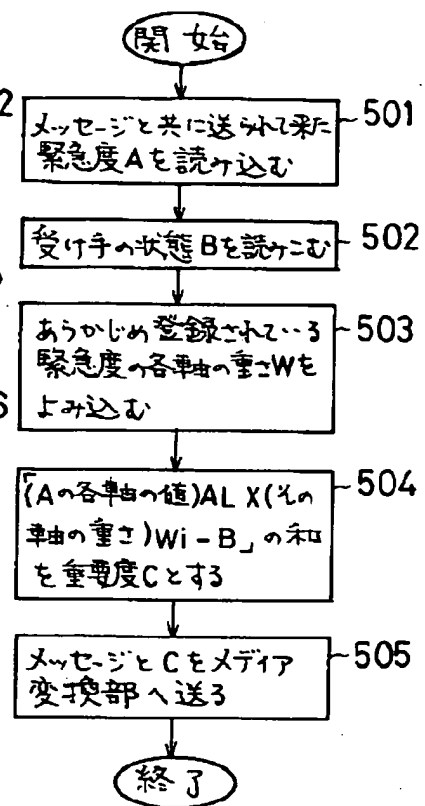 開始
2
メッセージと共に送られて来た
緊急度Aを読み込む
501
受け手の状態Bを読みこむ
502
あらかじめ登録されている
緊急度の各軸の重さWを
よみ込む
503
6
「(Aの各軸の値)AL X(その
軸の重さ)Wi-B」の和
を重要度Cとする
504
メッセージとCをメディア
変換部へ送る
505
終了